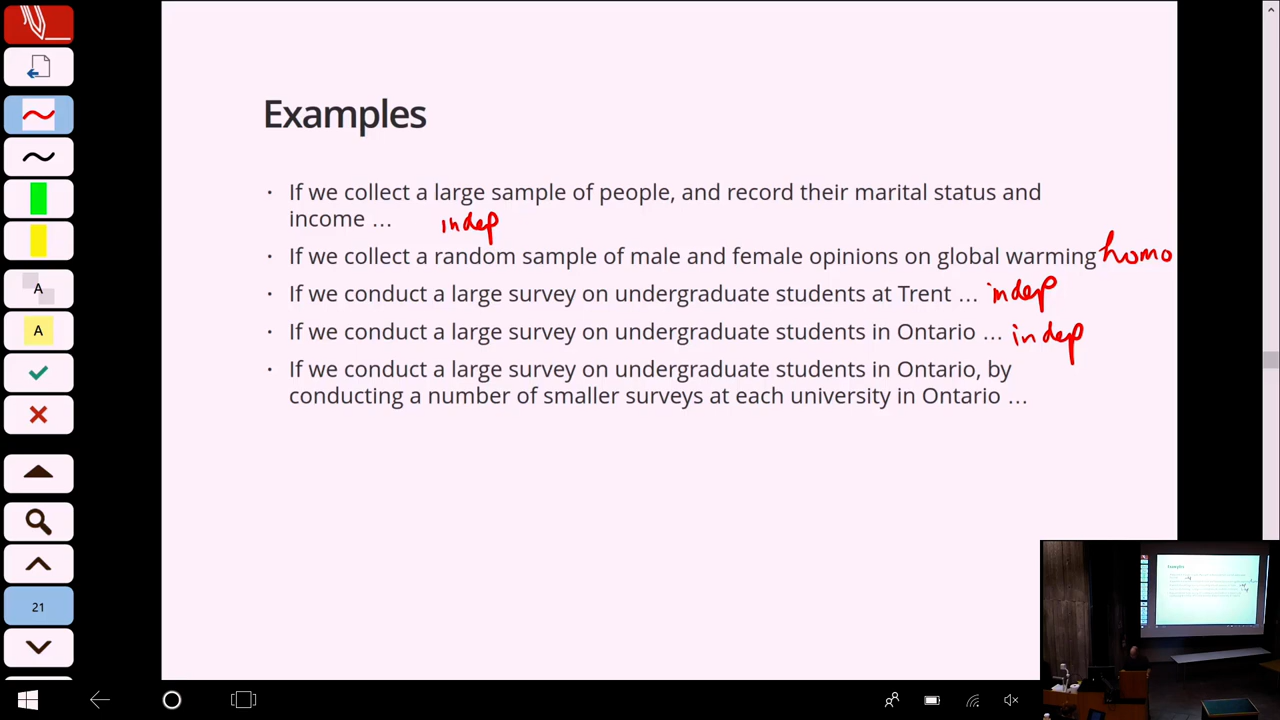 Examples
· If we collect a large sample of people, and record their marital status and
income … indep
· If we collect a random sample of male and female opinions on global warming homo
· If we conduct a large survey on undergraduate students at Trent … indep
· If we conduct a large survey on undergraduate students in Ontario … indep
· If we conduct a large survey on undergraduate students in Ontario, by
conducting a number of smaller surveys at each university in Ontario …
A
A
21